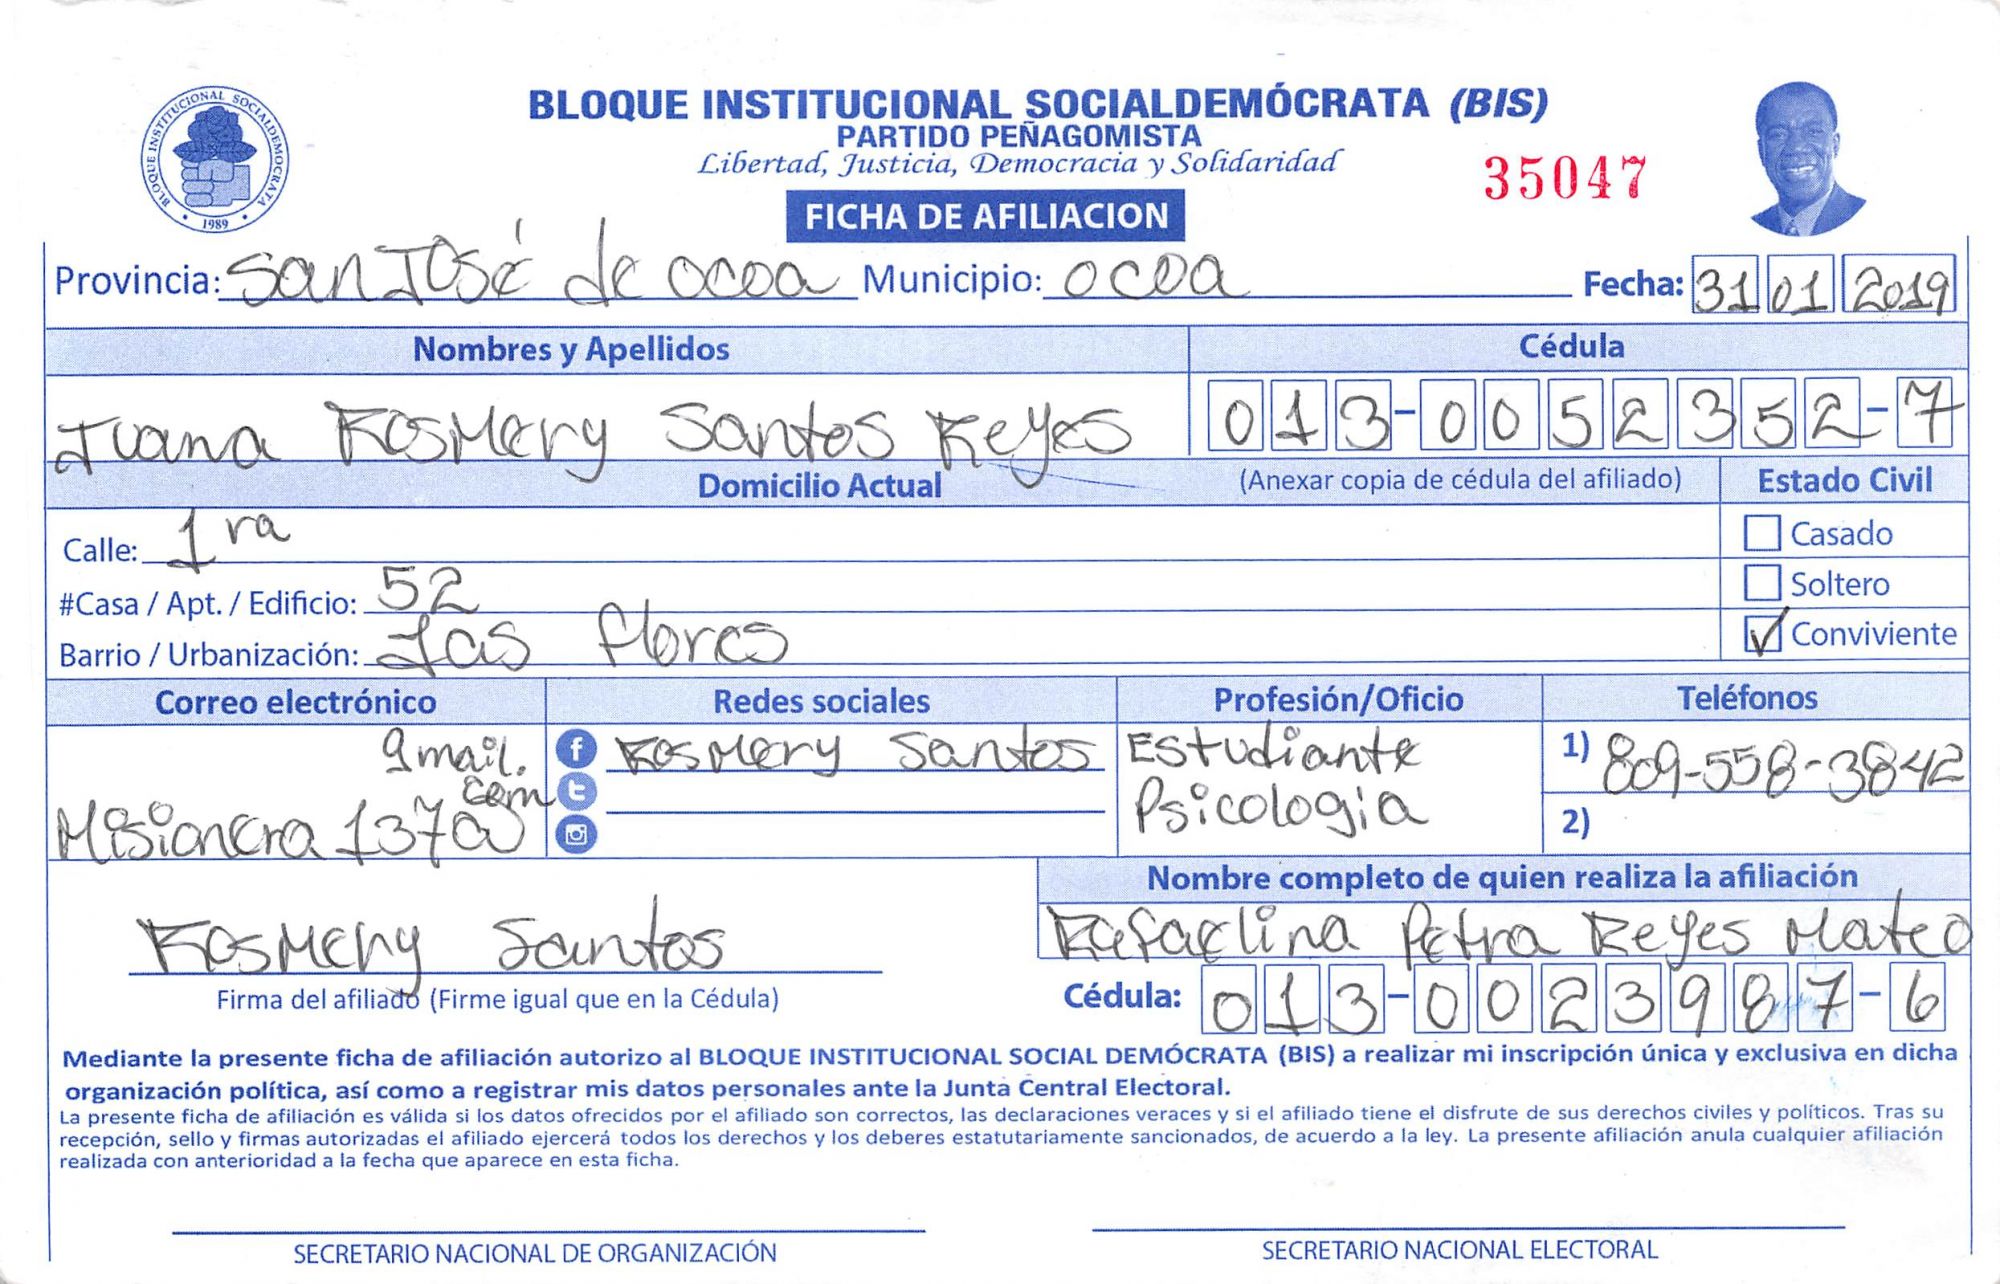 BLOQUE INSTITUCIONAL SOCIALDEMOCRATA
1989
BLOQUE INSTITUCIONAL SOCIALDEMÓCRATA (BIS)
PARTIDO PEÑAGOMISTA
Libertad, Justicia, Democracia y Solidaridad
35047
FICHA DE AFILIACION
Provincia: San José de ocoa Municipio: ocoa Fecha: 31 01 2019
Nombres y Apellidos Cédula
Juana Rosmery Santos Reyes 013-0052352-7
Domicilio Actual (Anexar copia de cédula del afiliado) Estado Civil
Calle: 1ra Casado
#Casa / Apt. / Edificio: 52 Soltero
Barrio / Urbanización: Las flores Conviviente
Correo electrónico Redes sociales Profesión/Oficio Teléfonos
gmail. Rosmery Santos Estudiante 1) 809-558-3842
com
Misionera 137@ Psicologia 2)
Nombre completo de quien realiza la afiliación
Rosmery Santos Rafaelina Petra Reyes Mateo
Firma del afiliado (Firme igual que en la Cédula) Cédula: 013-0023987-6
Mediante la presente ficha de afiliación autorizo al BLOQUE INSTITUCIONAL SOCIAL DEMÓCRATA (BIS) a realizar mi inscripción única y exclusiva en dicha
organización política, así como a registrar mis datos personales ante la Junta Central Electoral.
La presente ficha de afiliación es válida si los datos ofrecidos por el afiliado son correctos, las declaraciones veraces y si el afiliado tiene el disfrute de sus derechos civiles y políticos. Tras su
recepción, sello y firmas autorizadas el afiliado ejercerá todos los derechos y los deberes estatutariamente sancionados, de acuerdo a la ley. La presente afiliación anula cualquier afiliación
realizada con anterioridad a la fecha que aparece en esta ficha.
SECRETARIO NACIONAL DE ORGANIZACIÓN SECRETARIO NACIONAL ELECTORAL